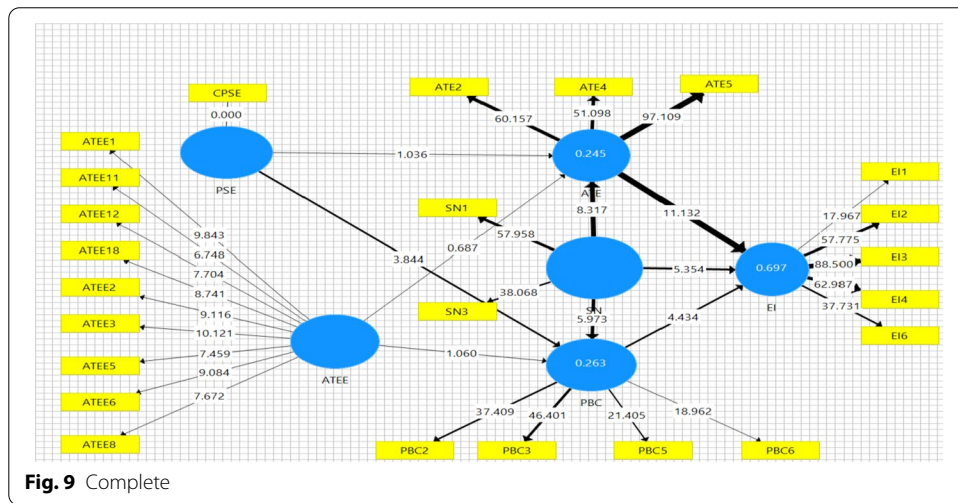 CPSE
0.000
PSE
ATEE1
ATEE11
ATEE12
ATEE18
ATEE2
ATEE3
ATEE5
ATEE6
ATEE8
9.843
6.748
7.704
8.741
9.116
10.121
7.459
9.084
7.672
ATEE
1.036
3.844
0.687
1.060
ATE2
ATE4
ATE5
60.157
51.098
97.109
0.245
ATE
SN1
57.958
8.317
11.132
SN3
38.068
SN
5.973
5.354
4.434
0.263
PBC
37.409
46.401
21.405
18.962
PBC2
PBC3
PBC5
PBC6
0.697
EI
17.967
57.775
88.500
62.987
37.731
EI1
EI2
EI3
EI4
EI6
Fig. 9 Complete